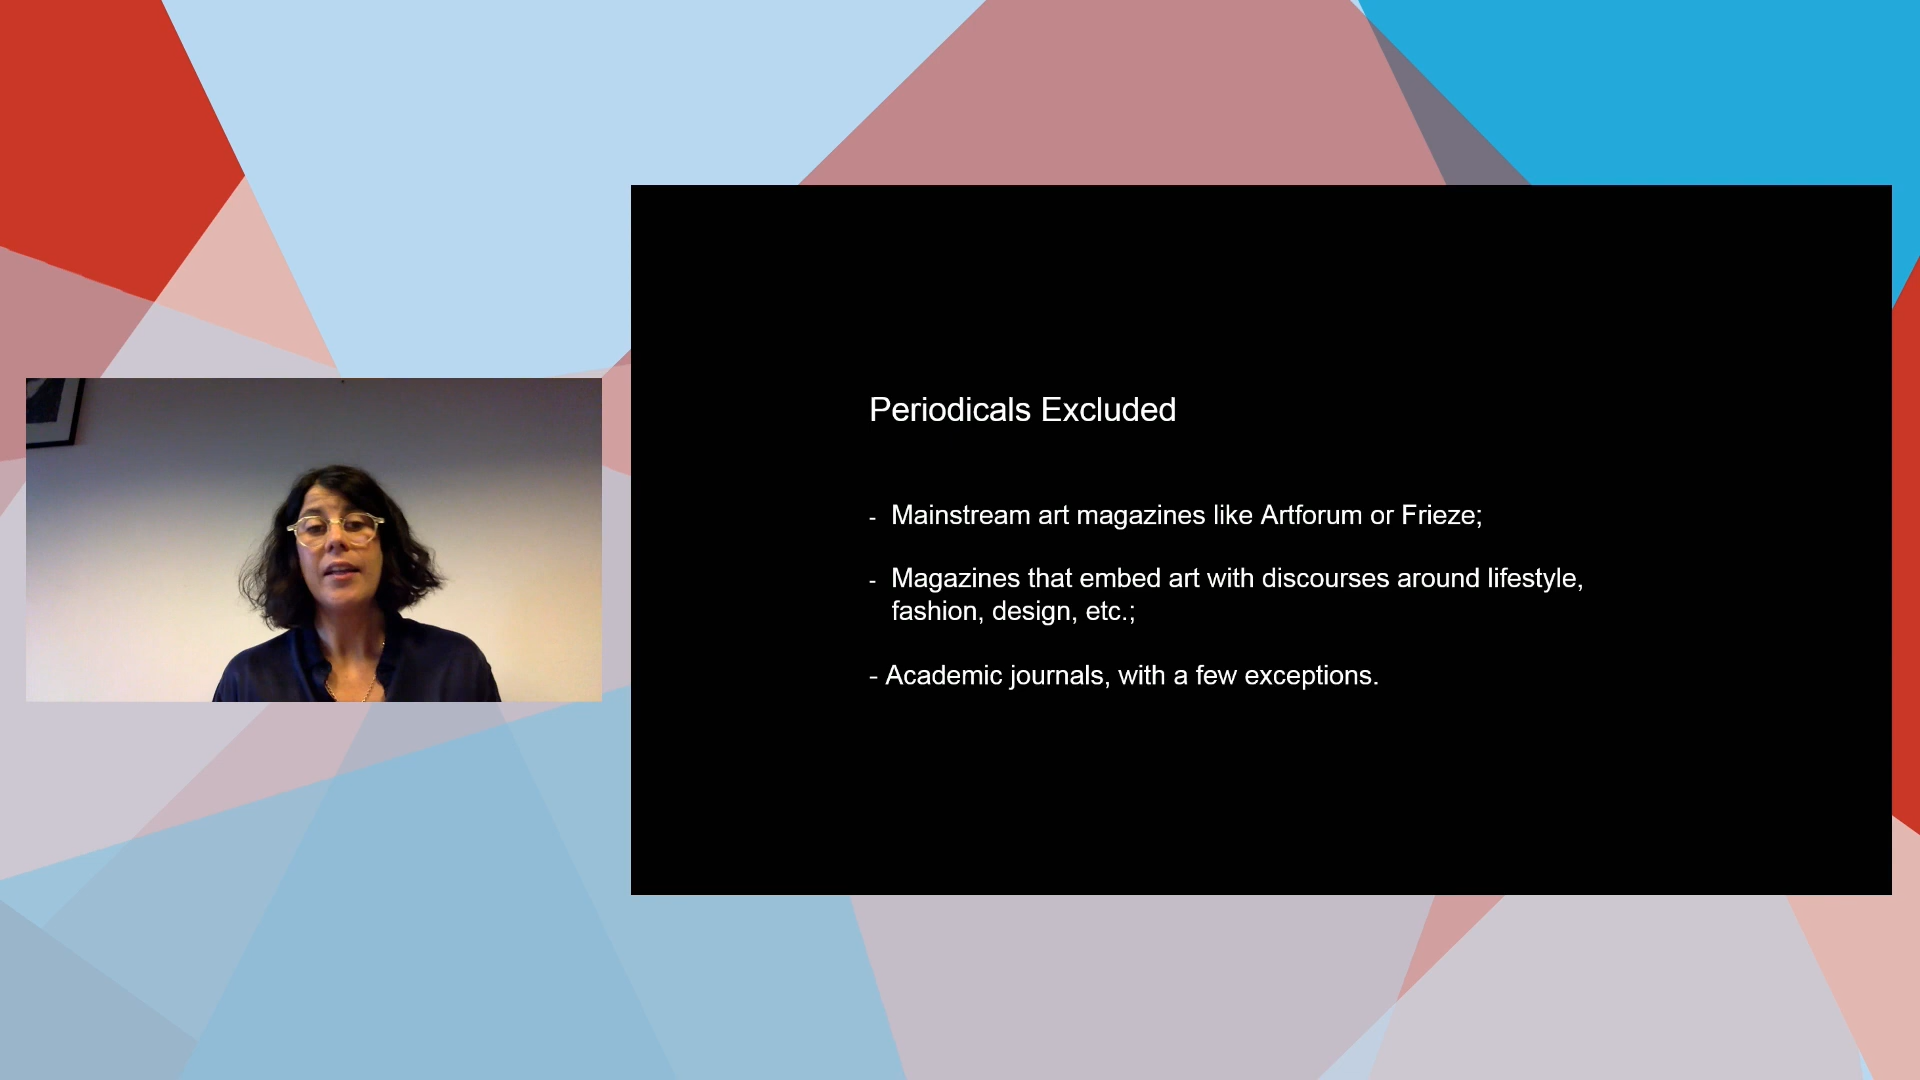 Periodicals Excluded
- Mainstream art magazines like Artforum or Frieze;
- Magazines that embed art with discourses around lifestyle,
fashion, design, etc.;
- Academic journals, with a few exceptions.